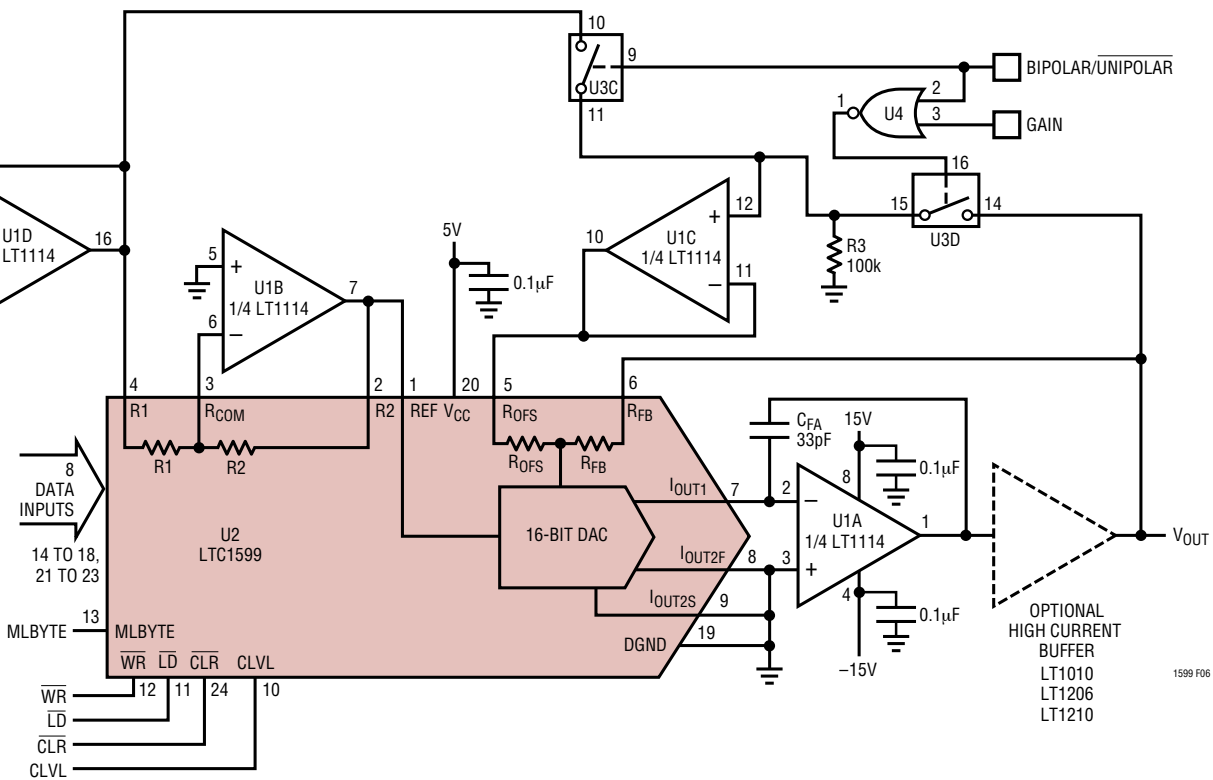 10
9
BIPOLAR/UNIPOLAR
U3C
11
1
2
U4
3
GAIN
16
15
14
U3D
12
+
U1C
1/4 LT1114
10
11
–
R3
100k
U1D
LT1114
16
5V
0.1µF
5
+
U1B
1/4 LT1114
7
6
–
4
3
2
1
20
5
6
R1
RCOM
R2
REF
VCC
ROFS
RFB
R1
R2
ROFS
RFB
CFA
33pF
15V
8
0.1µF
8
DATA
INPUTS
14 TO 18,
21 TO 23
U2
LTC1599
16-BIT DAC
IOUT1
7
2
–
U1A
1/4 LT1114
1
VOUT
IOUT2F
8
3
+
IOUT2S
9
4
0.1µF
–15V
DGND
19
OPTIONAL
HIGH CURRENT
BUFFER
LT1010
LT1206
LT1210
1599 F06
MLBYTE
13
MLBYTE
WR
LD
CLR
CLVL
12
11
24
10
WR
LD
CLR
CLVL